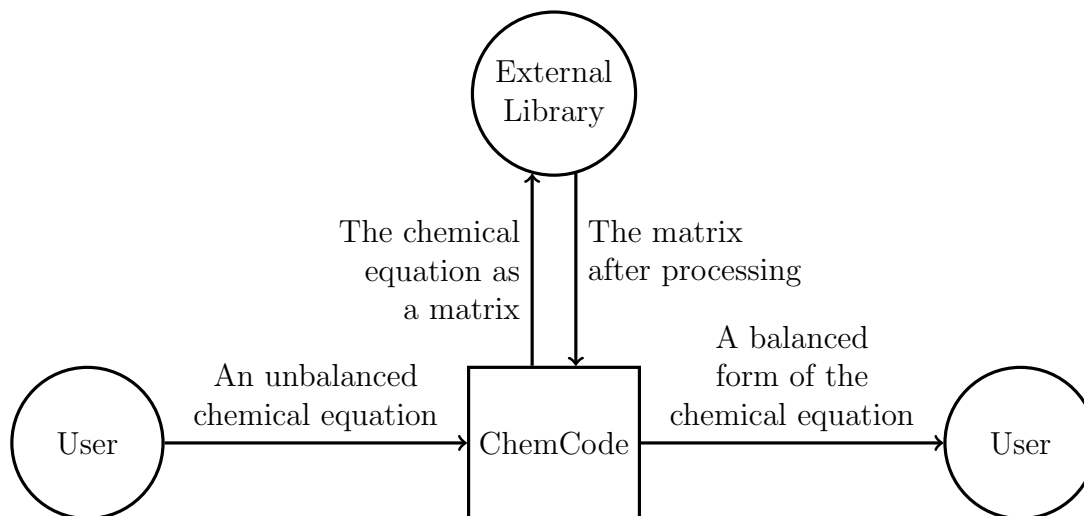 External
Library
The chemical
equation as
a matrix
The matrix
after processing
An unbalanced
chemical equation
A balanced
form of the
chemical equation
User
ChemCode
User